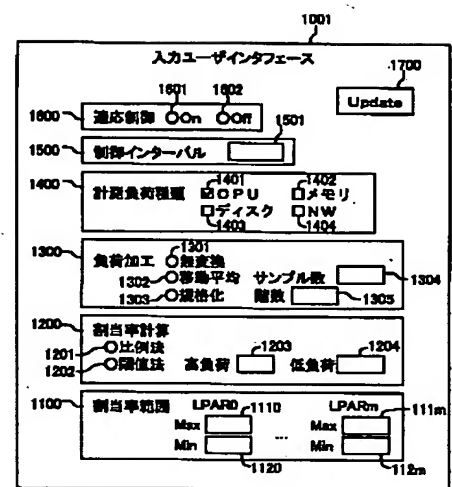 1001
入力ユーザインタフェース
1700
Update
1601 1602
1600 適応制御 On Off
1501
1500 制御インターバル
1400 計測負荷種類 1401 CPU 1402 メモリ
ディスク NW
1403 1404
1300 負荷加工 1301 無変換
1302 移動平均 サンプル数 1304
1303 規格化 階数 1305
1200 割当率計算
1201 比例法 1203 1204
1202 閾値法 高負荷 低負荷
1100 割当率範囲 LPAR0 1110 LPARm 111m
Max Max
Min ... Min
1120 112m